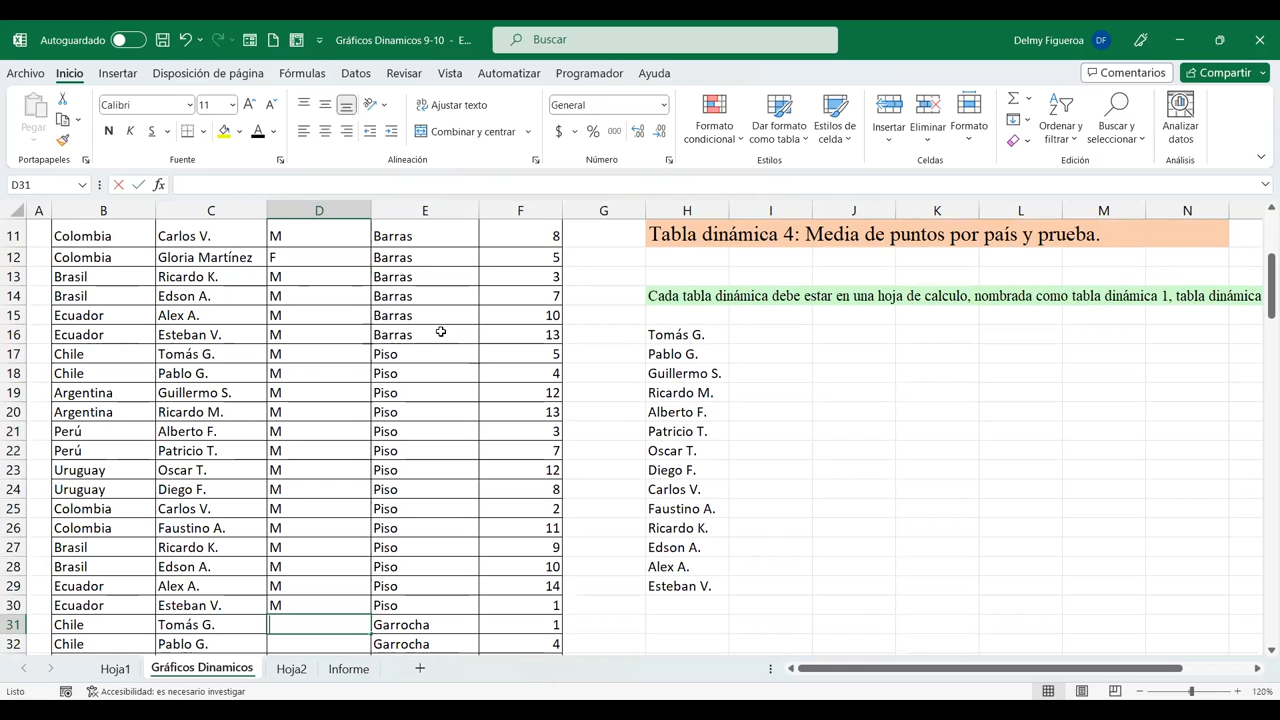 Autoguardado
Gráficos Dinamicos 9-10 - E...
Buscar
Delmy Figueroa
DF
Archivo Inicio Insertar Disposición de página Fórmulas Datos Revisar Vista Automatizar Programador Ayuda
Comentarios
Compartir
Pegar
Calibri
11
N K S
Ajustar texto
Combinar y centrar
General
$ % 000
Formato condicional
Dar formato como tabla
Estilos de celda
Insertar
Eliminar
Formato
Ordenar y filtrar
Buscar y seleccionar
Analizar datos
Portapapeles
Fuente
Alineación
Número
Estilos
Celdas
Edición
Análisis
D31
fx
A B C D E F G H I J K L M N
11 Colombia Carlos V. M Barras 8 Tabla dinámica 4: Media de puntos por país y prueba.
12 Colombia Gloria Martínez F Barras 5
13 Brasil Ricardo K. M Barras 3
14 Brasil Edson A. M Barras 7 Cada tabla dinámica debe estar en una hoja de calculo, nombrada como tabla dinámica 1, tabla dinámica
15 Ecuador Alex A. M Barras 10
16 Ecuador Esteban V. M Barras 13 Tomás G.
17 Chile Tomás G. M Piso 5 Pablo G.
18 Chile Pablo G. M Piso 4 Guillermo S.
19 Argentina Guillermo S. M Piso 12 Ricardo M.
20 Argentina Ricardo M. M Piso 13 Alberto F.
21 Perú Alberto F. M Piso 3 Patricio T.
22 Perú Patricio T. M Piso 7 Oscar T.
23 Uruguay Oscar T. M Piso 12 Diego F.
24 Uruguay Diego F. M Piso 8 Carlos V.
25 Colombia Carlos V. M Piso 2 Faustino A.
26 Colombia Faustino A. M Piso 11 Ricardo K.
27 Brasil Ricardo K. M Piso 9 Edson A.
28 Brasil Edson A. M Piso 10 Alex A.
29 Ecuador Alex A. M Piso 14 Esteban V.
30 Ecuador Esteban V. M Piso 1
31 Chile Tomás G. Garrocha 1
32 Chile Pablo G. Garrocha 4
Hoja1 Gráficos Dinamicos Hoja2 Informe
Listo
Accesibilidad: es necesario investigar
120%